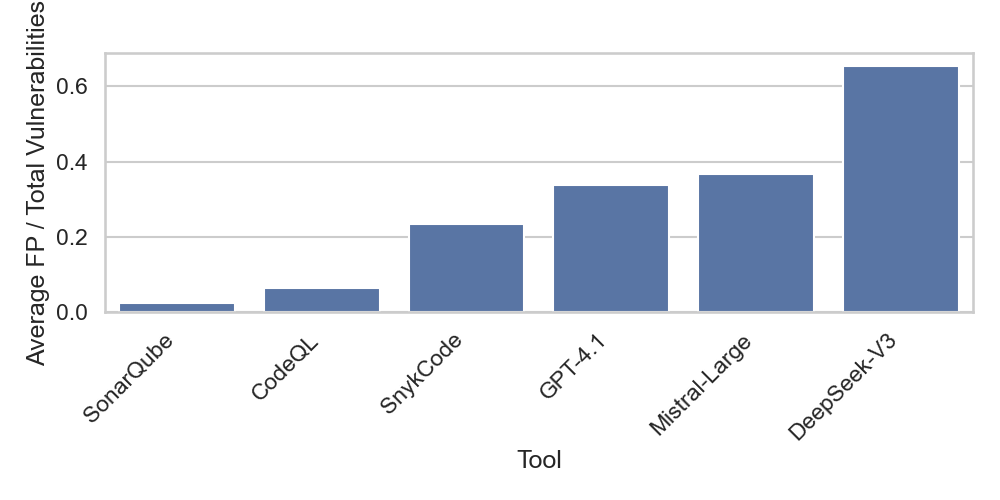 Average FP / Total Vulnerabilities
0.6
0.4
0.2
0.0
SonarQube
CodeQL
SnykCode
GPT-4.1
Mistral-Large
DeepSeek-V3
Tool